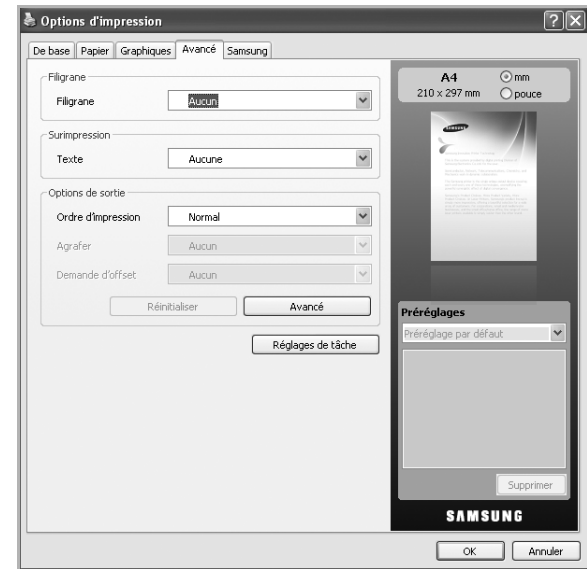 Options d'impression
De base Papier Graphiques Avancé Samsung
Filigrane
Filigrane Aucun
Surimpression
Texte Aucune
Options de sortie
Ordre d'impression Normal
Agrafer Aucun
Demande d'offset Aucun
Réinitialiser Avancé
Réglages de tâche
A4
210 x 297 mm
mm
pouce
SAMSUNG
Préréglages
Préréglage par défaut
Supprimer
SAMSUNG
OK Annuler